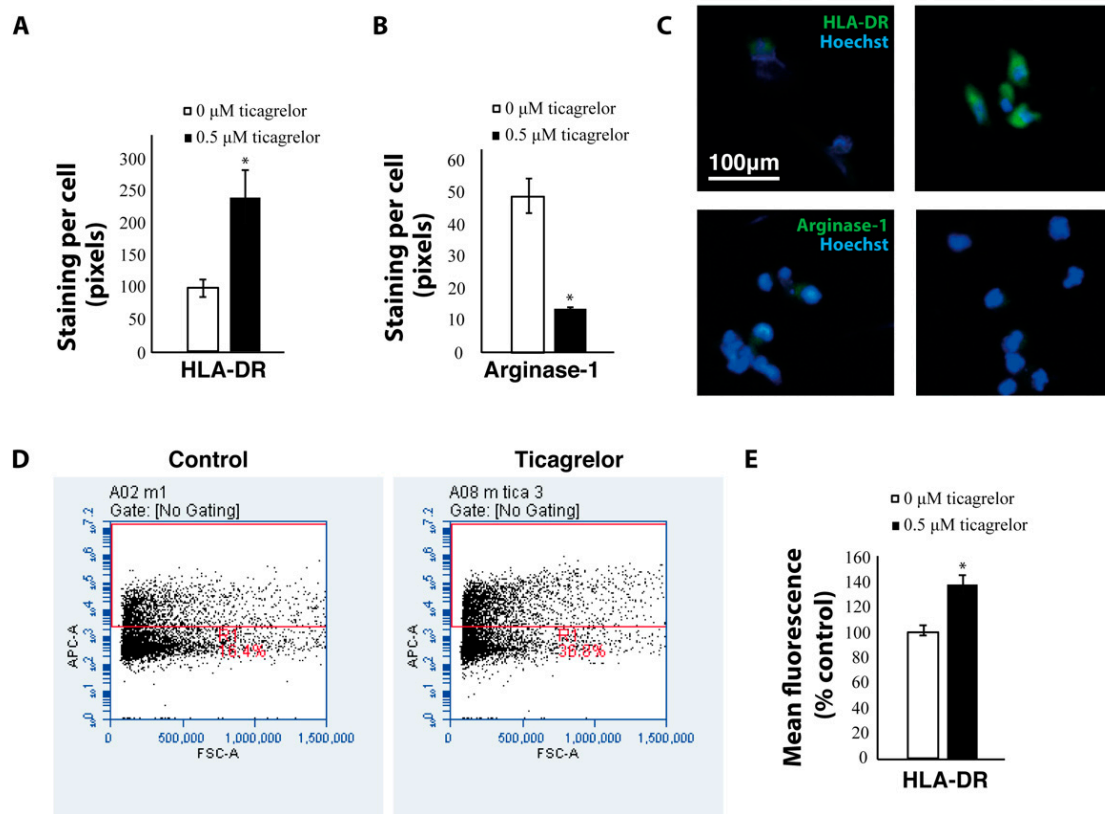 A
0 µM ticagrelor
0.5 µM ticagrelor
Staining per cell
(pixels)
300
250
200
150
100
50
0
*
HLA-DR
B
0 µM ticagrelor
0.5 µM ticagrelor
Staining per cell
(pixels)
60
50
40
30
20
10
0
*
Arginase-1
C
HLA-DR
Hoechst
100µm
Arginase-1
Hoechst
D
Control
A02 m1
Gate: [No Gating]
APC-A
0
500,000
1,000,000
1,500,000
FSC-A
Ticagrelor
A08 m tica 3
Gate: [No Gating]
APC-A
0
500,000
1,000,000
1,500,000
FSC-A
E
0 µM ticagrelor
0.5 µM ticagrelor
Mean fluorescence
(% control)
160
140
120
100
80
60
40
20
0
*
HLA-DR